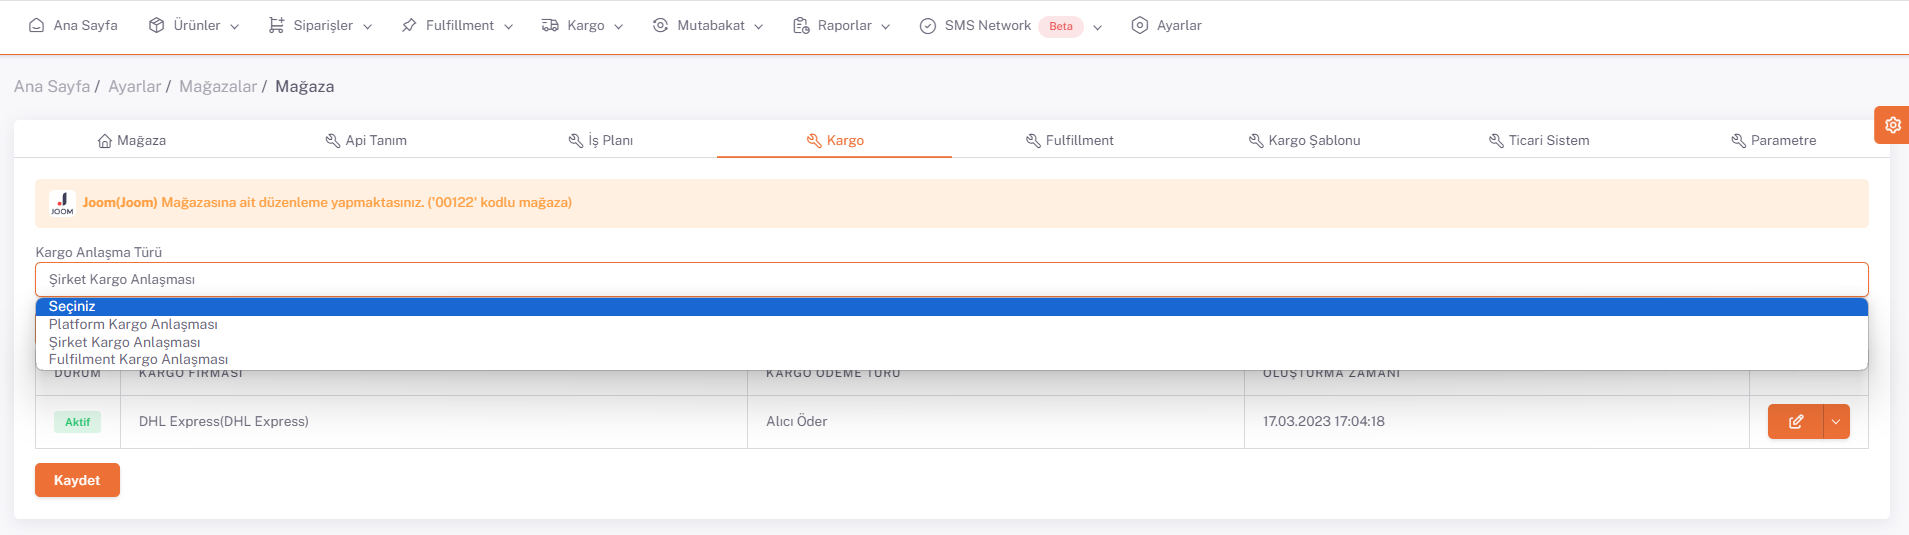 Ana Sayfa Ürünler Siparişler Fulfillment Kargo Mutabakat Raporlar SMS Network Beta Ayarlar
Ana Sayfa / Ayarlar / Mağazalar / Mağaza
Mağaza Api Tanım İş Planı Kargo Fulfillment Kargo Şablonu Ticari Sistem Parametre
JOOM Joom(Joom) Mağazasına ait düzenleme yapmaktasınız. ('00122' kodlu mağaza)
Kargo Anlaşma Türü
Şirket Kargo Anlaşması
Seçiniz
Platform Kargo Anlaşması
Şirket Kargo Anlaşması
Fulfilment Kargo Anlaşması
DURUM KARGO FİRMASI KARGO ÖDEME TÜRÜ OLUŞTURMA ZAMANI
Aktif DHL Express(DHL Express) Alıcı Öder 17.03.2023 17:04:18
Kaydet